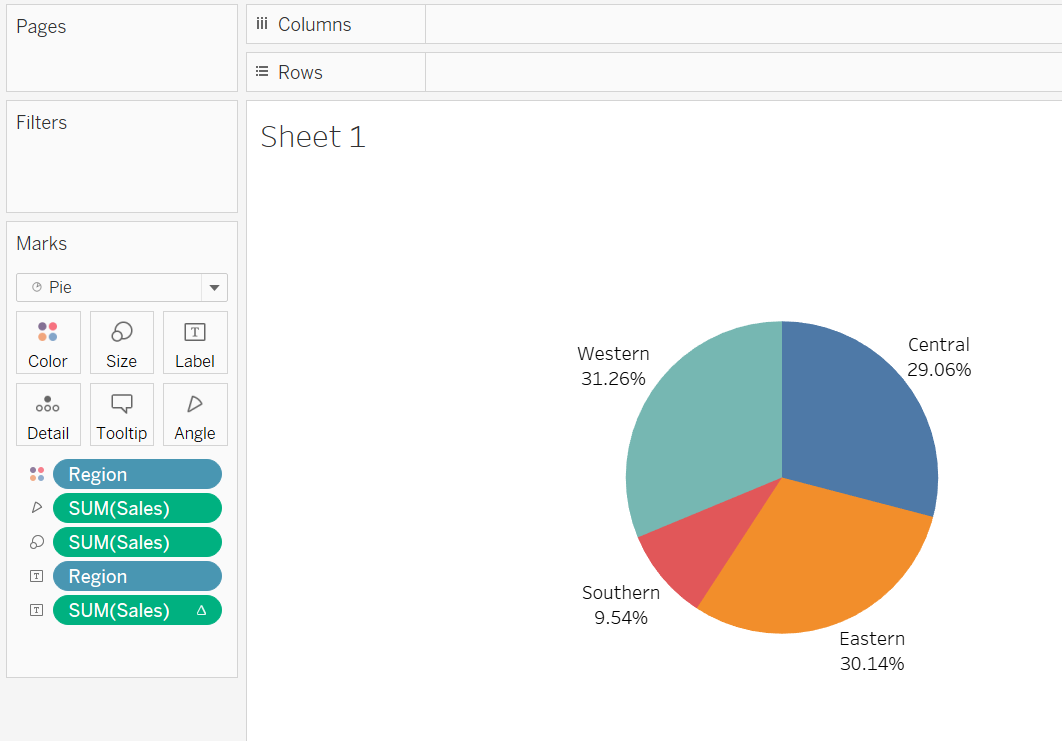 Pages
Columns
Rows
Filters
Sheet 1
Marks
Pie
Color Size Label
Detail Tooltip Angle
Region
SUM(Sales)
SUM(Sales)
Region
SUM(Sales)
Western
31.26%
Central
29.06%
Southern
9.54%
Eastern
30.14%